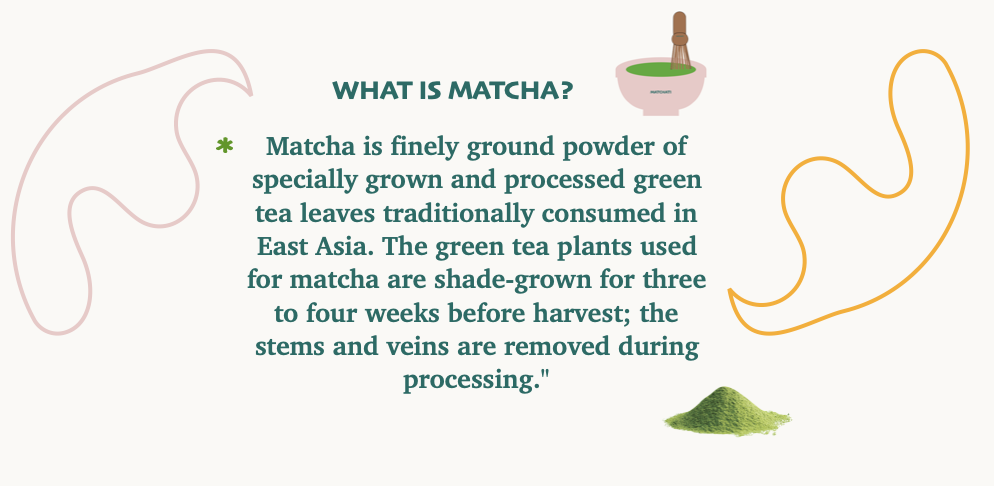 WHAT IS MATCHA?
* Matcha is finely ground powder of
specially grown and processed green
tea leaves traditionally consumed in
East Asia. The green tea plants used
for matcha are shade-grown for three
to four weeks before harvest; the
stems and veins are removed during
processing."